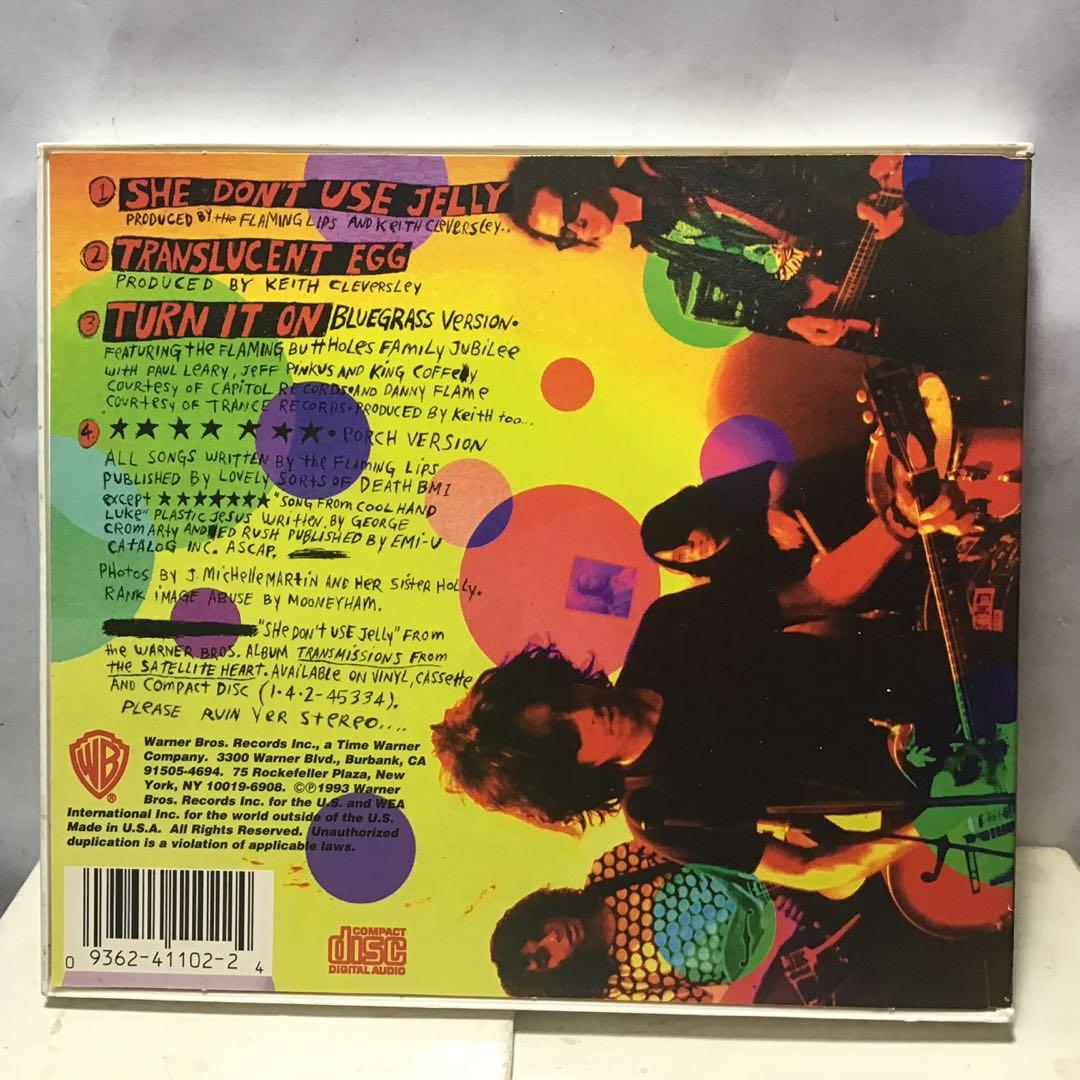 1 SHE DON'T USE JELLY
PRODUCED BY the FLAMING LIPS AND KEITH CLEVERSLEY..
2 TRANSLUCENT EGG
PRODUCED BY KEITH CLEVERSLEY
3 TURN IT ON BLUEGRASS VERSION.
FEATURING THE FLAMING BUttHOLES FAMILY JUBILEE
WITH PAUL LEARY, JEFF PINKUS AND KING COFFEY
COURTESY OF CAPITOL RECORDS. AND DANNY FLAME
COURTESY OF TRANCE RECORDS. PRODUCED BY KEITH too...
4. ★ ★ ★ ★ ★ ★ ★. PORCH VERSION
ALL SONGS WRITTEN BY the FLAMING LIPS
PUBLISHED BY LOVELY SORTS OF DEATH BMI
EXCEPT ★★★★★★★ "SONG FROM COOL HAND
LUKE" PLASTIC JESUS WRITTEN BY GEORGE
CROMARTY AND ED RUSH PUBLISHED BY EMI-U
CATALOG INC. ASCAP.
PHOTOS BY J. MICHELLE MARTIN AND HER SISTER HOLLY.
RANK IMAGE ABUSE BY MOONEYHAM.
"SHE DON'T USE JELLY" FROM
the WARNER BROS. ALBUM TRANSMISSIONS FROM
THE SATELLITE HEART. AVAILABLE ON VINYL, CASSETTE
AND COMPACT DISC (1·4·2-45334).
PLEASE RUIN YER STEREO....
WB
®
Warner Bros. Records Inc., a Time Warner
Company. 3300 Warner Blvd., Burbank, CA
91505-4694. 75 Rockefeller Plaza, New
York, NY 10019-6908. ©℗1993 Warner
Bros. Records Inc. for the U.S. and WEA
International Inc. for the world outside of the U.S.
Made in U.S.A. All Rights Reserved. Unauthorized
duplication is a violation of applicable laws.
0 9362-41102-2 4
COMPACT
disc
DIGITAL AUDIO